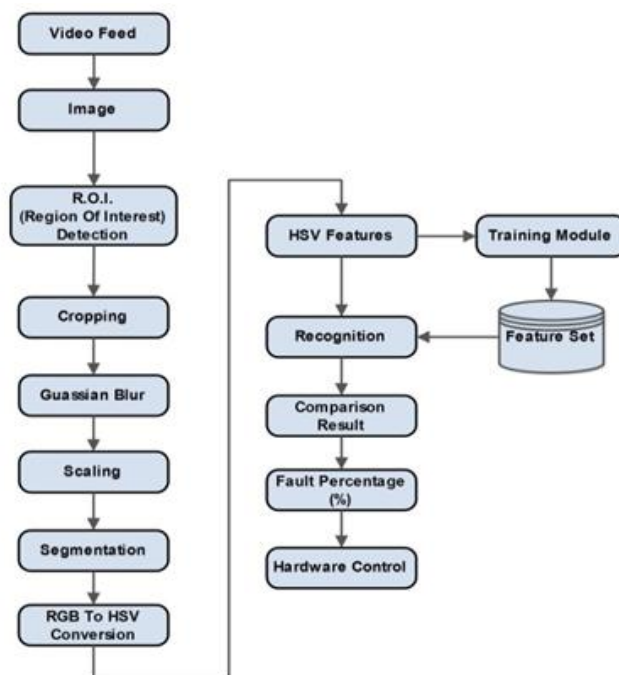 Video Feed
Image
R.O.I.
(Region Of Interest)
Detection
Cropping
Guassian Blur
Scaling
Segmentation
RGB To HSV
Conversion
HSV Features
Training Module
Recognition
Feature Set
Comparison
Result
Fault Percentage
(%)
Hardware Control